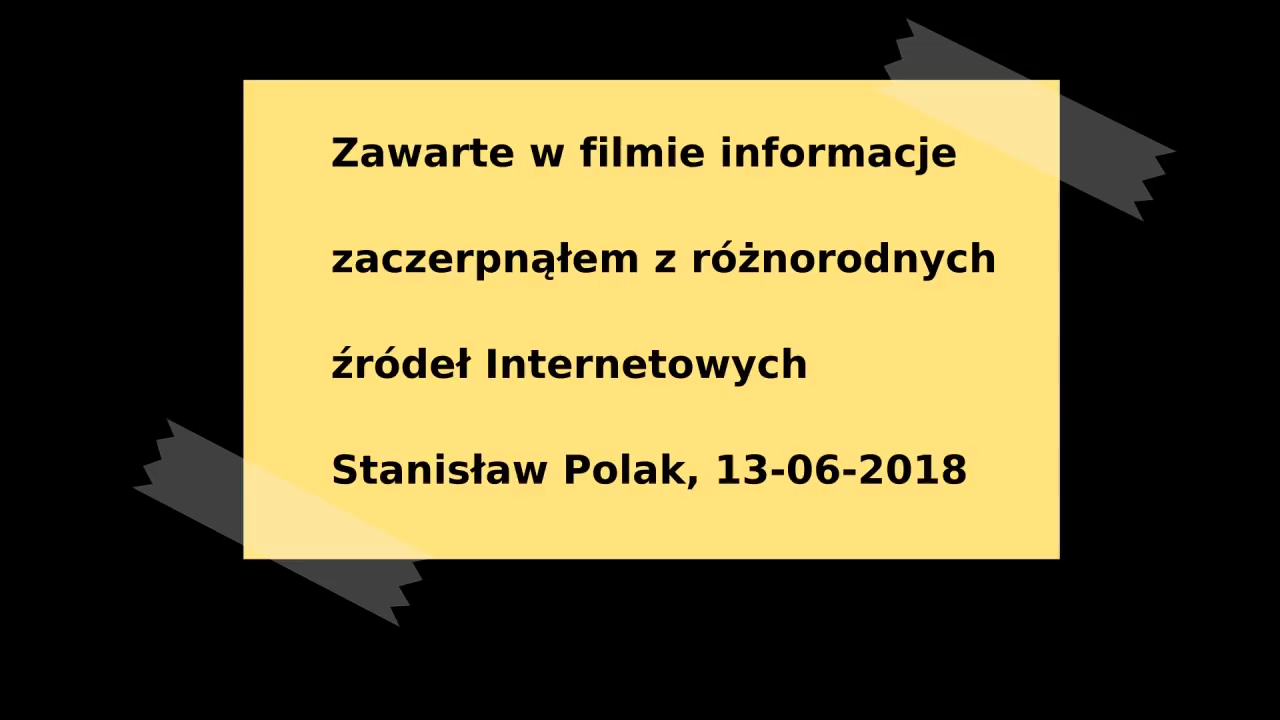 Zawarte w filmie informacje
zaczerpnąłem z różnorodnych
źródeł Internetowych
Stanisław Polak, 13-06-2018